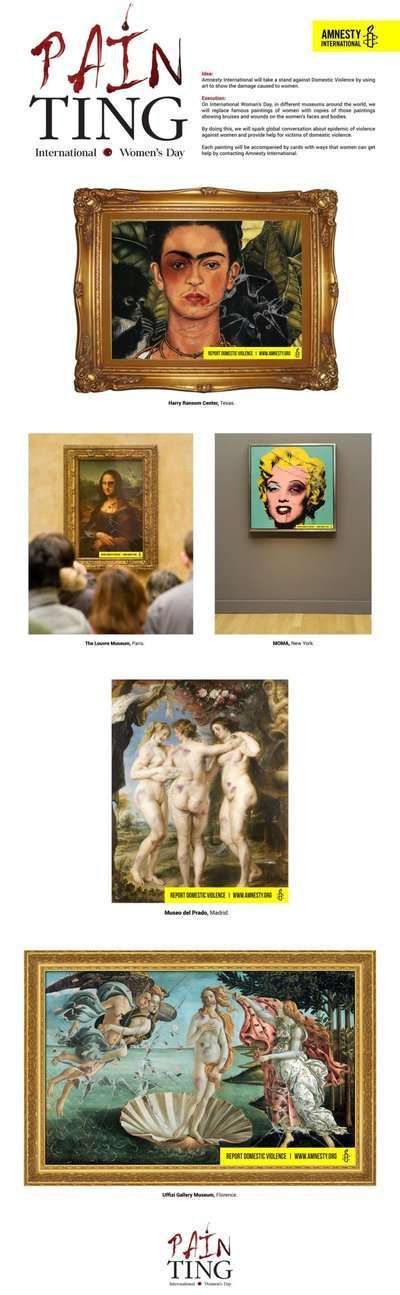 PAIN
TING
International Women's Day
AMNESTY
INTERNATIONAL
Idea:
Amnesty International will take a stand against Domestic Violence by using
art to show the damage caused to women.
Execution:
On International Woman's Day, in different museums around the world, we
will replace famous paintings of women with copies of those paintings
showing bruises and wounds on the women's faces and bodies.
By doing this, we will spark global conversation about epidemic of violence
against women and provide help for victims of domestic violence.
Each painting will be accompanied by cards with ways that women can get
help by contacting Amnesty International.
REPORT DOMESTIC VIOLENCE | WWW.AMNESTY.ORG
Harry Ransom Center, Texas.
The Louvre Museum, Paris.
MOMA, New York.
REPORT DOMESTIC VIOLENCE | WWW.AMNESTY.ORG
Museo del Prado, Madrid.
REPORT DOMESTIC VIOLENCE | WWW.AMNESTY.ORG
Uffizi Gallery Museum, Florence.
PAIN
TING
International Women's Day